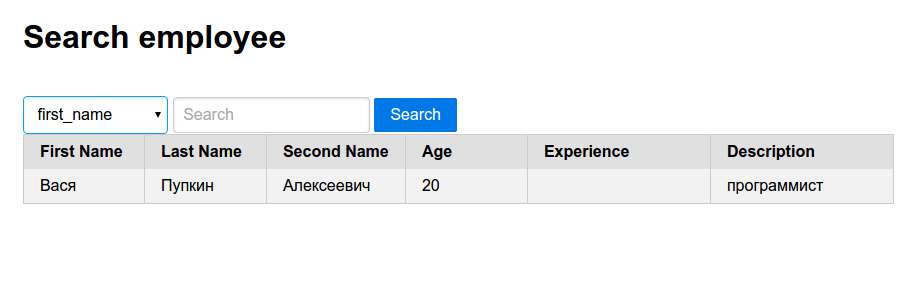 Search employee
first_name Search Search
First Name Last Name Second Name Age Experience Description
Вася Пупкин Алексеевич 20 программист